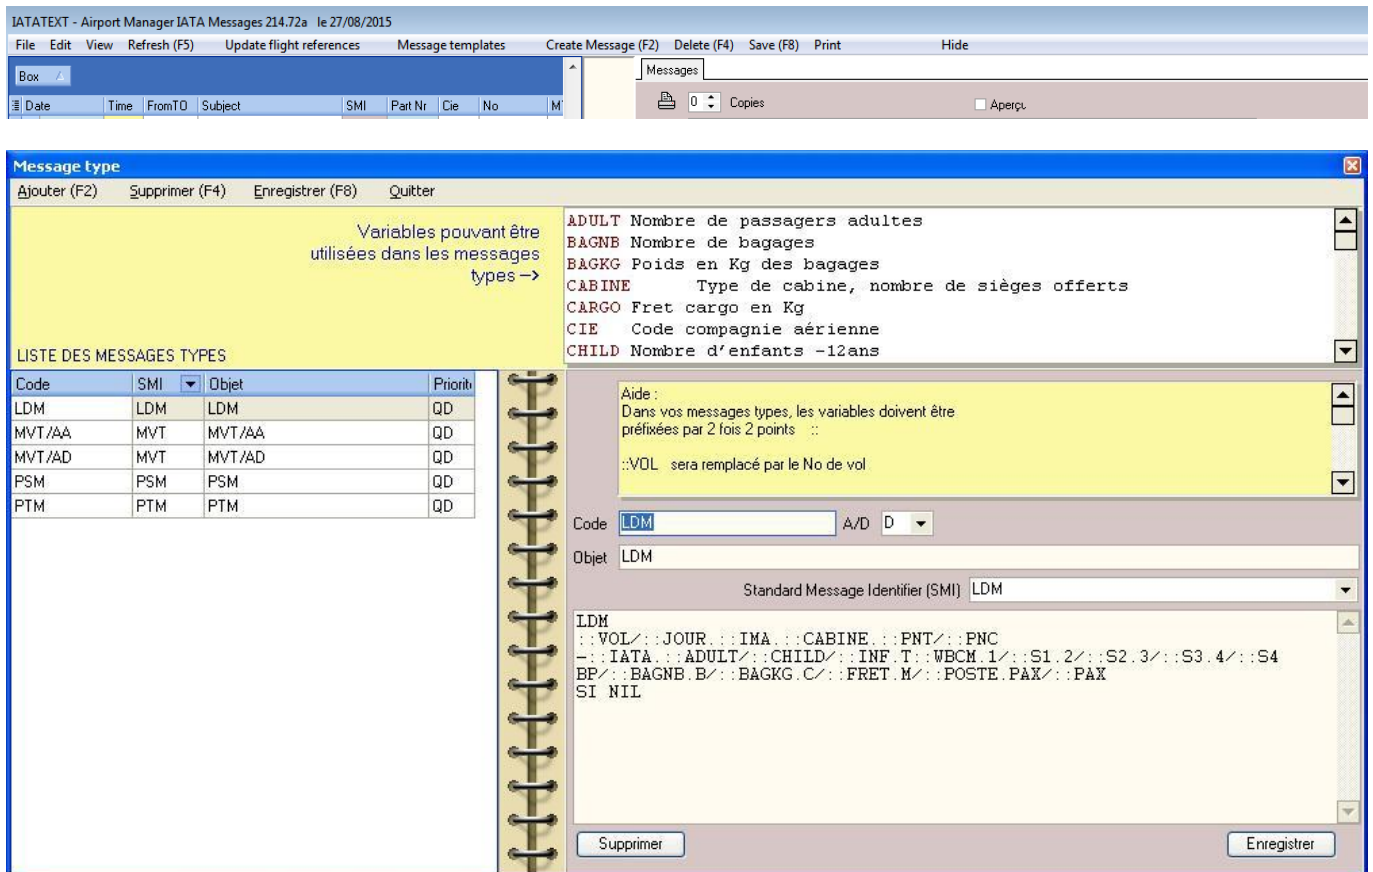 IATATEXT - Airport Manager IATA Messages 214.72a le 27/08/2015
File Edit View Refresh (F5) Update flight references Message templates Create Message (F2) Delete (F4) Save (F8) Print Hide
Box
Messages
0 Copies Aperçu
Date Time FromTO Subject SMI Part Nr Cie No
Message type
Ajouter (F2) Supprimer (F4) Enregistrer (F8) Quitter
Variables pouvant être
utilisées dans les messages
types -->
LISTE DES MESSAGES TYPES
ADULT Nombre de passagers adultes
BAGNB Nombre de bagages
BAGKG Poids en Kg des bagages
CABINE Type de cabine, nombre de sièges offerts
CARGO Fret cargo en Kg
CIE Code compagnie aérienne
CHILD Nombre d'enfants -12ans
Code SMI Objet Priorit
LDM LDM LDM QD
MVT/AA MVT MVT/AA QD
MVT/AD MVT MVT/AD QD
PSM PSM PSM QD
PTM PTM PTM QD
Aide :
Dans vos messages types, les variables doivent être
préfixées par 2 fois 2 points ::
::VOL sera remplacé par le No de vol
Code LDM A/D D
Objet LDM
Standard Message Identifier (SMI) LDM
LDM
::VOL/::JOUR.::IMA.::CABINE.::PNT/::PNC
-::IATA.::ADULT/::CHILD/::INF.T::WBCM.1/::S1.2/::S2.3/::S3.4/::S4
BP/::BAGNB.B/::BAGKG.C/::FRET.M/::POSTE.PAX/::PAX
SI NIL
Supprimer Enregistrer